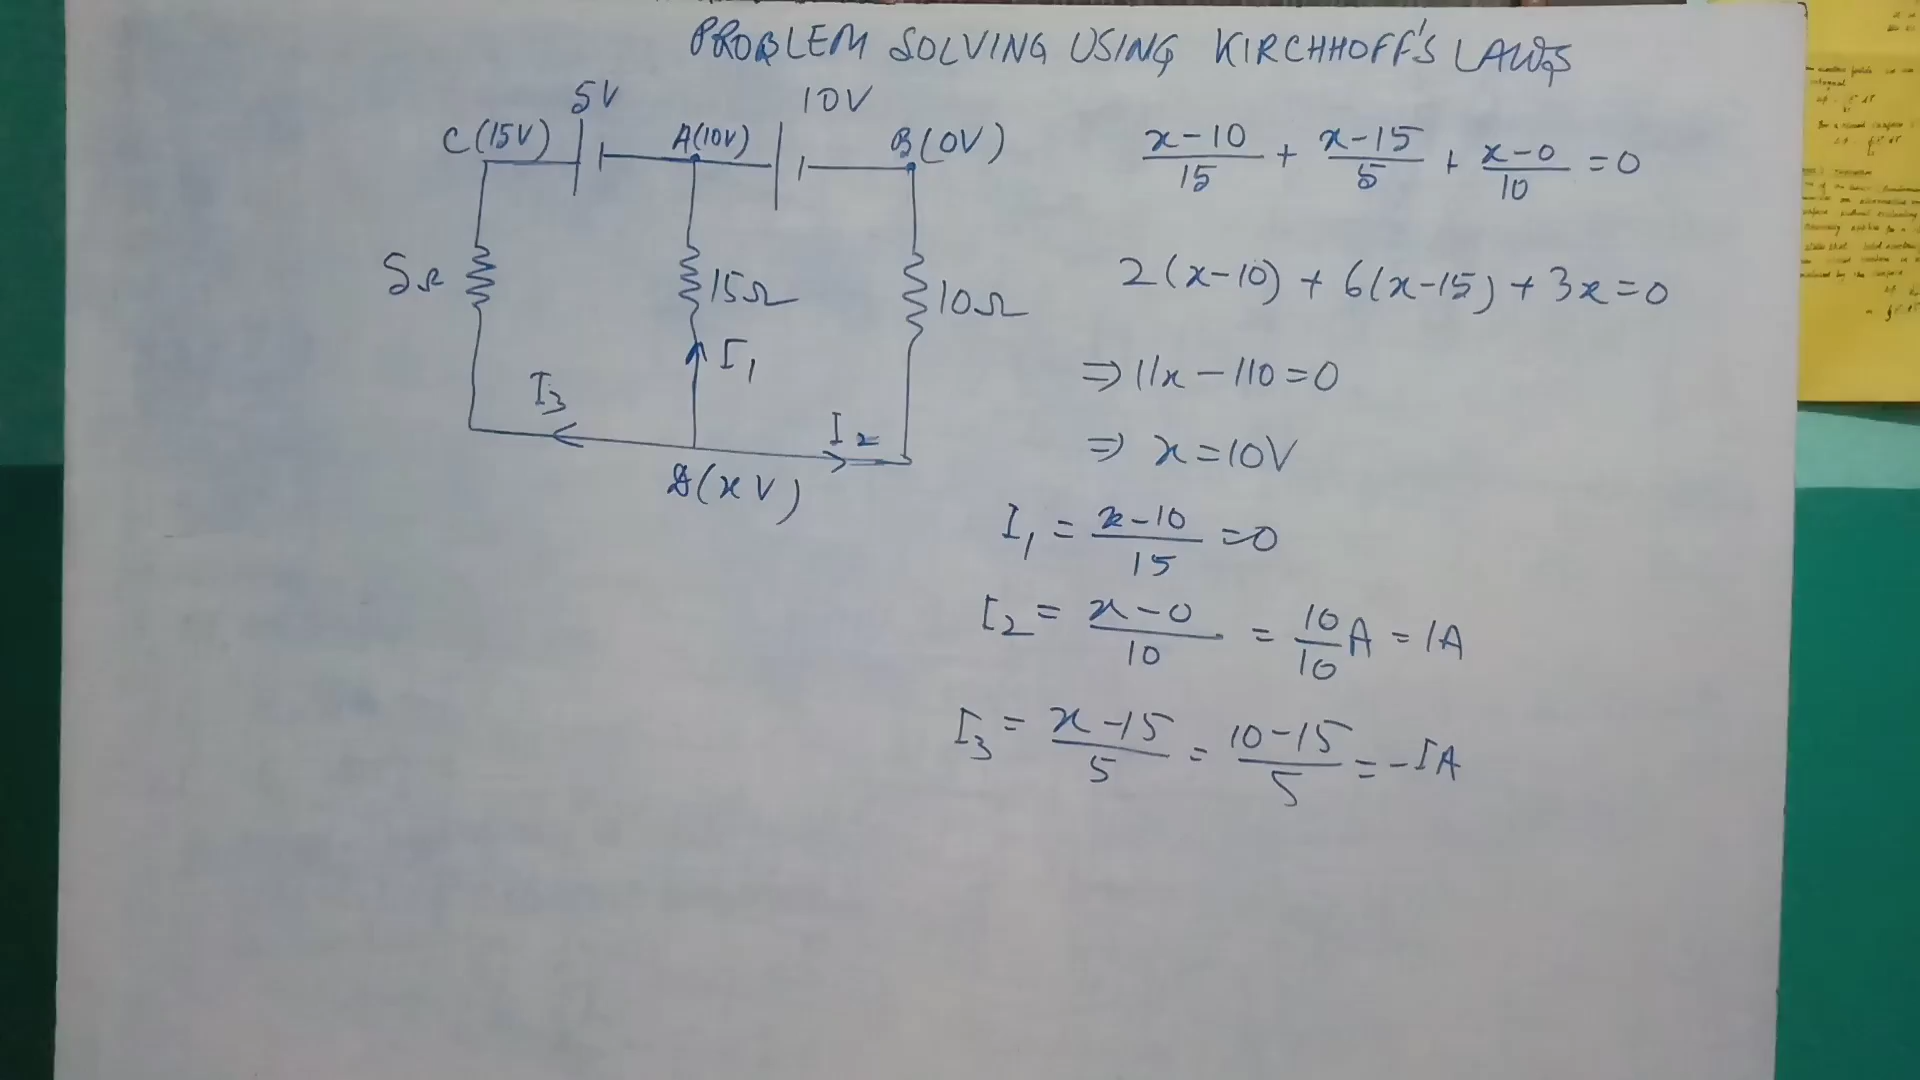 PROBLEM SOLVING USING KIRCHHOFF'S LAWS
5V
10V
C(15V)
A(10V)
B(0V)
5Ω
15Ω
10Ω
I₁
I₃
I₂
D(xV)
(x-10)/15 + (x-15)/5 + (x-0)/10 = 0
2(x-10) + 6(x-15) + 3x = 0
⇒ 11x - 110 = 0
⇒ x = 10V
I₁ = (x-10)/15 = 0
I₂ = (x-0)/10 = 10/10 A = 1A
I₃ = (x-15)/5 = (10-15)/5 = -1A